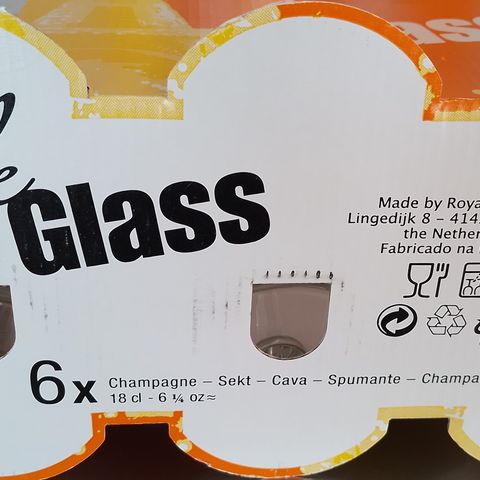 Glass
Made by Roya
Lingedijk 8 – 414
the Nether
Fabricado na
6x
Champagne – Sekt – Cava – Spumante – Champa
18 cl - 6 ¼ oz≈